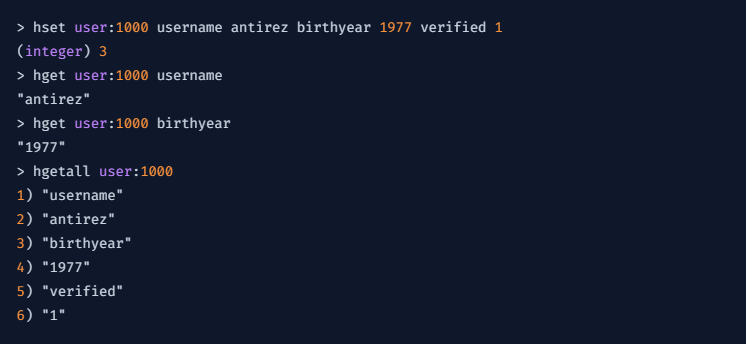 > hset user:1000 username antirez birthyear 1977 verified 1
(integer) 3
> hget user:1000 username
"antirez"
> hget user:1000 birthyear
"1977"
> hgetall user:1000
1) "username"
2) "antirez"
3) "birthyear"
4) "1977"
5) "verified"
6) "1"